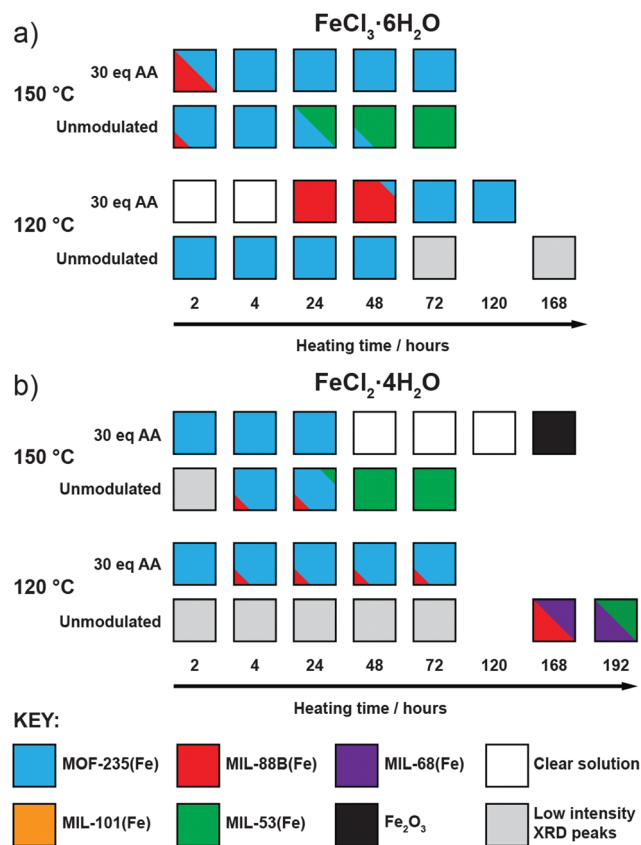 a)
FeCl₃·6H₂O
150 °C
30 eq AA
Unmodulated
120 °C
30 eq AA
Unmodulated
2 4 24 48 72 120 168
Heating time / hours
b)
FeCl₂·4H₂O
150 °C
30 eq AA
Unmodulated
120 °C
30 eq AA
Unmodulated
2 4 24 48 72 120 168 192
Heating time / hours
KEY:
MOF-235(Fe) MIL-88B(Fe) MIL-68(Fe) Clear solution
MIL-101(Fe) MIL-53(Fe) Fe₂O₃ Low intensity
XRD peaks